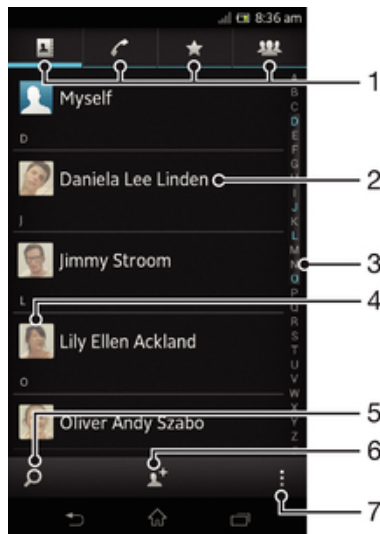 8:36 am
1
Myself
D
Daniela Lee Linden
2
J
Jimmy Stroom
3
L
4
Lily Ellen Ackland
O
Oliver Andy Szabo
A
B
C
D
E
F
G
H
I
J
K
L
M
N
O
P
Q
R
S
T
U
V
W
X
Y
Z
5
6
7